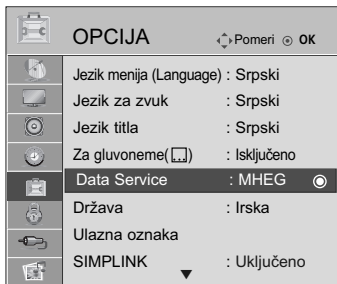 OPCIJA Pomeri OK
Jezik menija (Language) : Srpski
Jezik za zvuk : Srpski
Jezik titla : Srpski
Za gluvoneme( ) : Isključeno
Data Service : MHEG
Država : Irska
Ulazna oznaka
SIMPLINK : Uključeno